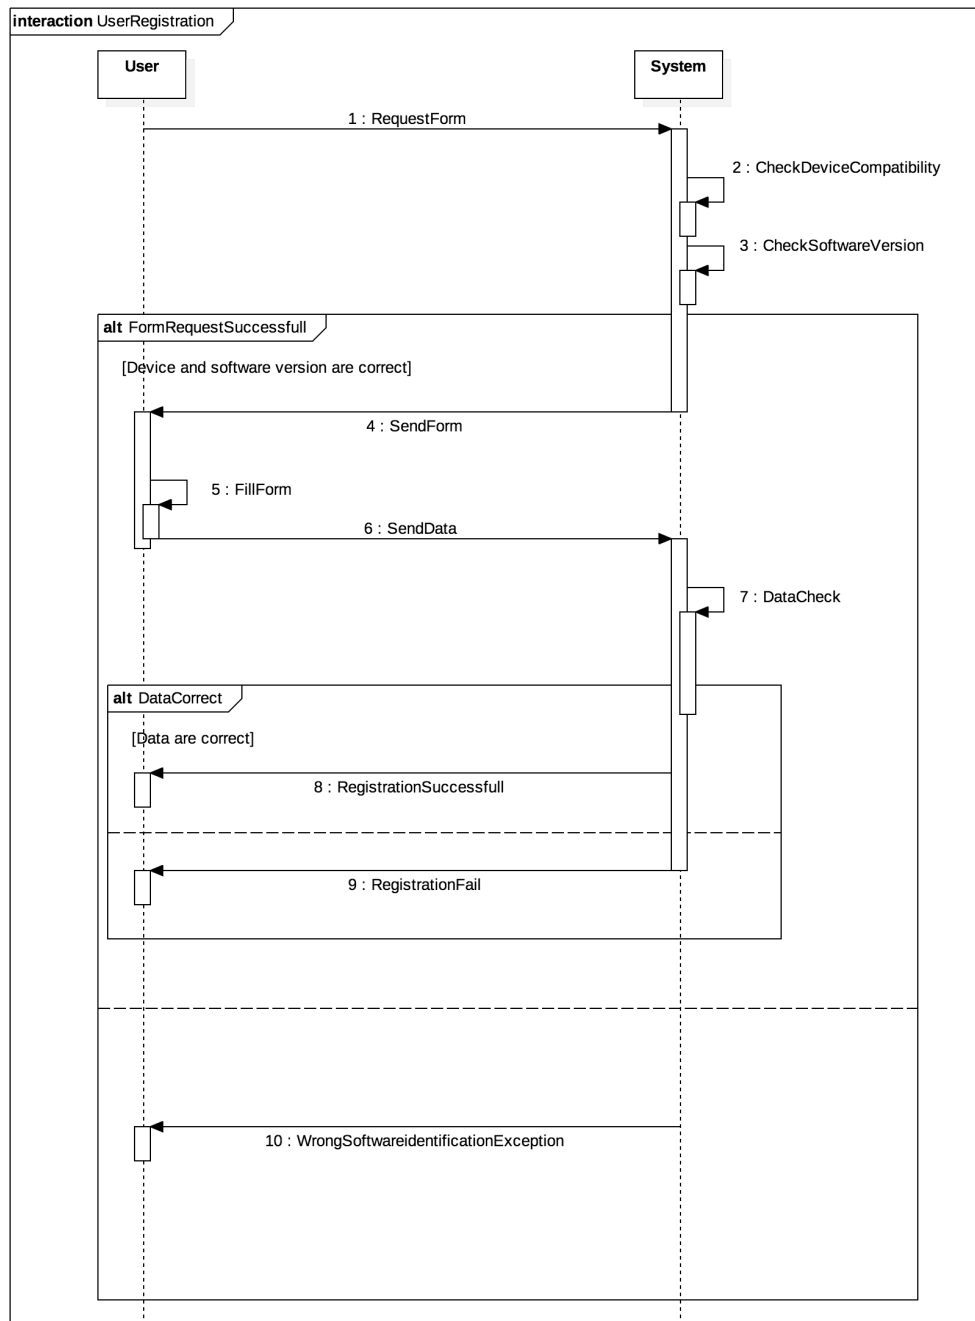 interaction UserRegistration
User
System
1 : RequestForm
2 : CheckDeviceCompatibility
3 : CheckSoftwareVersion
alt FormRequestSuccessfull
[Device and software version are correct]
4 : SendForm
5 : FillForm
6 : SendData
7 : DataCheck
alt DataCorrect
[Data are correct]
8 : RegistrationSuccessfull
9 : RegistrationFail
10 : WrongSoftwareidentificationException